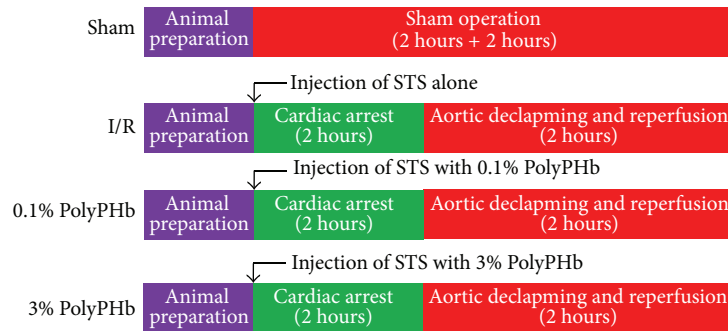 Sham
Animal preparation
Sham operation
(2 hours + 2 hours)
Injection of STS alone
I/R
Animal preparation
Cardiac arrest
(2 hours)
Aortic declapming and reperfusion
(2 hours)
Injection of STS with 0.1% PolyPHb
0.1% PolyPHb
Animal preparation
Cardiac arrest
(2 hours)
Aortic declapming and reperfusion
(2 hours)
Injection of STS with 3% PolyPHb
3% PolyPHb
Animal preparation
Cardiac arrest
(2 hours)
Aortic declapming and reperfusion
(2 hours)